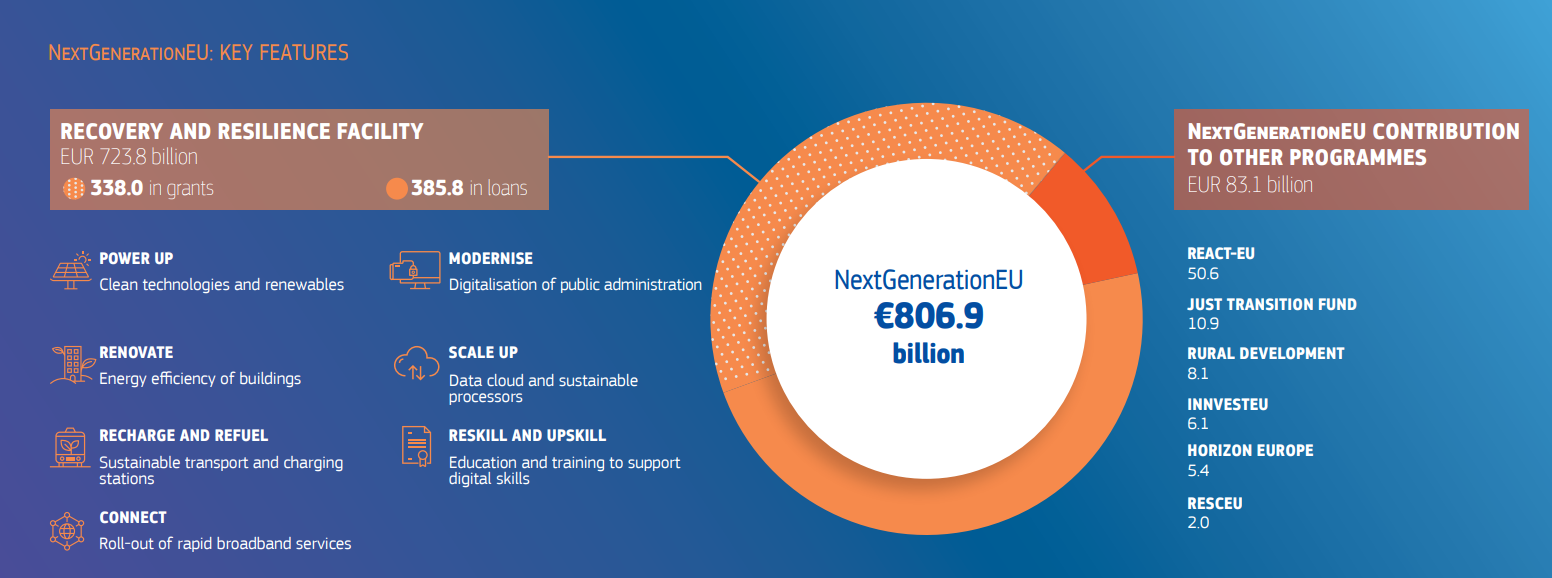 NEXTGENERATIONEU: KEY FEATURES
RECOVERY AND RESILIENCE FACILITY
EUR 723.8 billion
338.0 in grants
385.8 in loans
POWER UP
Clean technologies and renewables
MODERNISE
Digitalisation of public administration
RENOVATE
Energy efficiency of buildings
SCALE UP
Data cloud and sustainable
processors
RECHARGE AND REFUEL
Sustainable transport and charging
stations
RESKILL AND UPSKILL
Education and training to support
digital skills
CONNECT
Roll-out of rapid broadband services
NextGenerationEU
€806.9
billion
NEXTGENERATIONEU CONTRIBUTION
TO OTHER PROGRAMMES
EUR 83.1 billion
REACT-EU
50.6
JUST TRANSITION FUND
10.9
RURAL DEVELOPMENT
8.1
INNVESTEU
6.1
HORIZON EUROPE
5.4
RESCEU
2.0